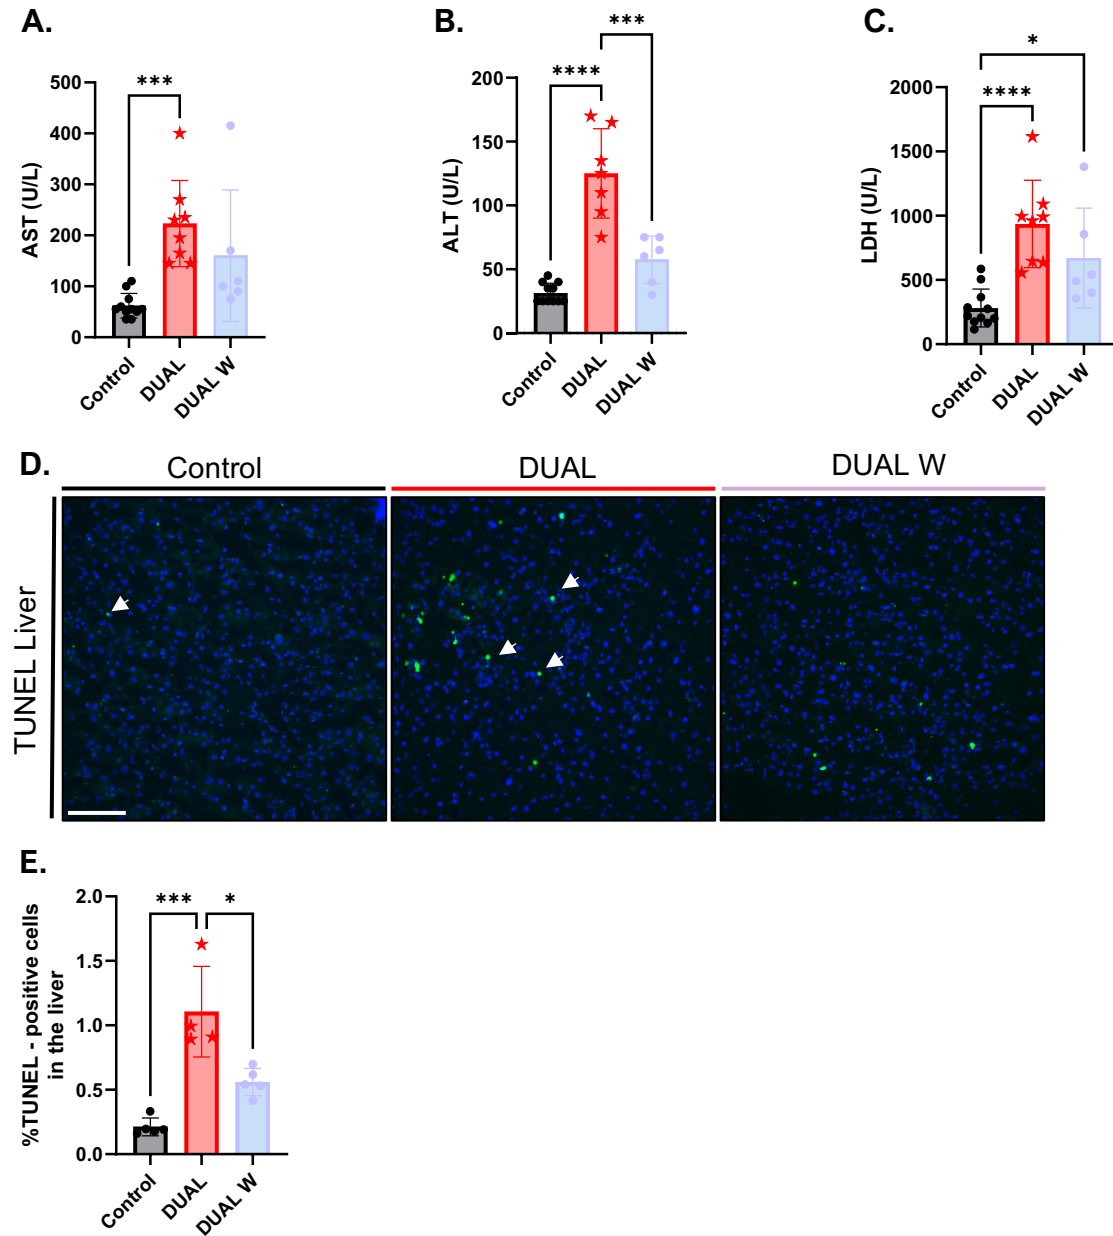 A.
AST (U/L)
500
400
300
200
100
0
***
Control
DUAL
DUAL W
B.
ALT (U/L)
200
150
100
50
0
****
***
Control
DUAL
DUAL W
C.
LDH (U/L)
2000
1500
1000
500
0
*
****
Control
DUAL
DUAL W
D.
Control
DUAL
DUAL W
TUNEL Liver
E.
%TUNEL - positive cells
in the liver
2.0
1.5
1.0
0.5
0.0
***
*
Control
DUAL
DUAL W